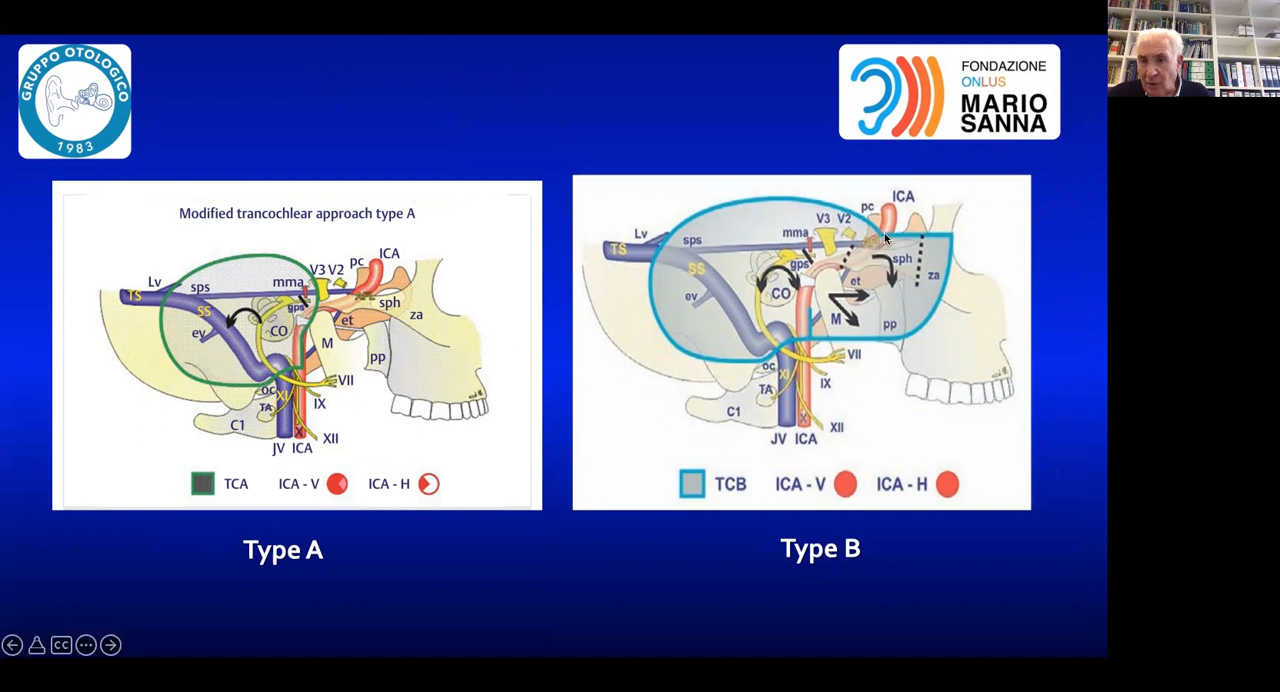 GRUPPO OTOLOGICO
1983
FONDAZIONE
ONLUS
MARIO
SANNA
Modified trancochlear approach type A
ICA
pc
V3 V2
mma
Lv
sps
TS
gps
sph
SS
et
za
ev
CO
M
pp
VII
oc
XI
IX
TA
C1
X
XII
JV ICA
TCA ICA - V ICA - H
Type A
ICA
pc
V3 V2
Lv
mma
sps
TS
sph
gps
SS
za
et
CO
ev
M
pp
VII
oc
XI
IX
TA
C1
X
XII
JV ICA
TCB ICA - V ICA - H
Type B
CC